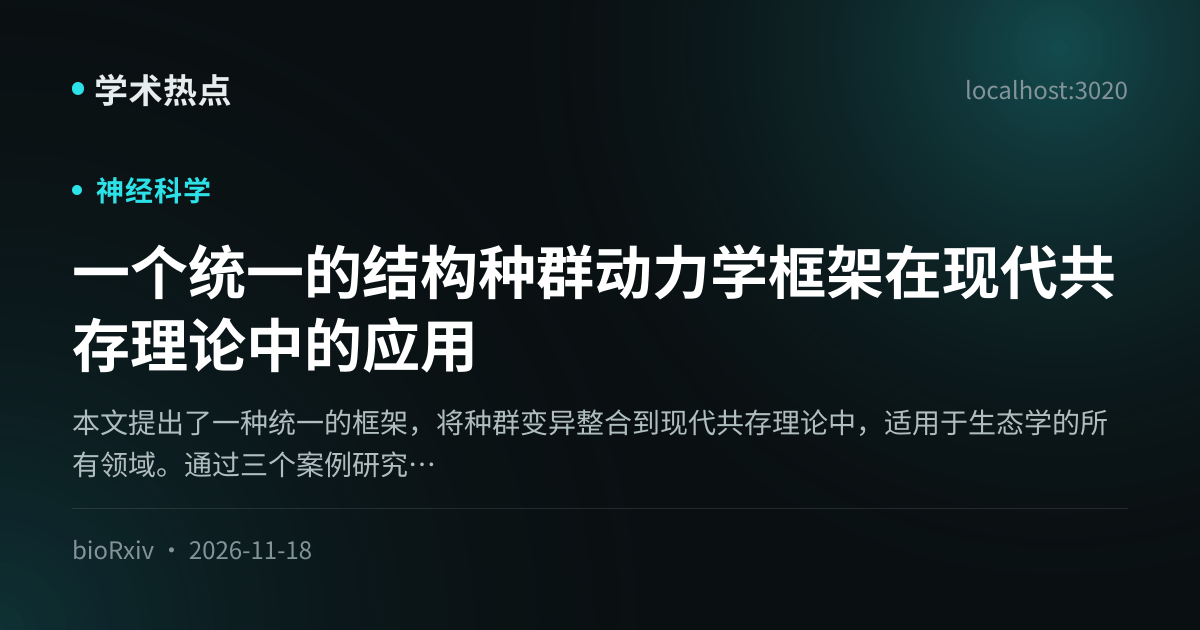 学术热点
localhost:3020
神经科学
一个统一的结构种群动力学框架在现代共
存理论中的应用
本文提出了一种统一的框架，将种群变异整合到现代共存理论中，适用于生态学的所
有领域。通过三个案例研究…
bioRxiv • 2026-11-18